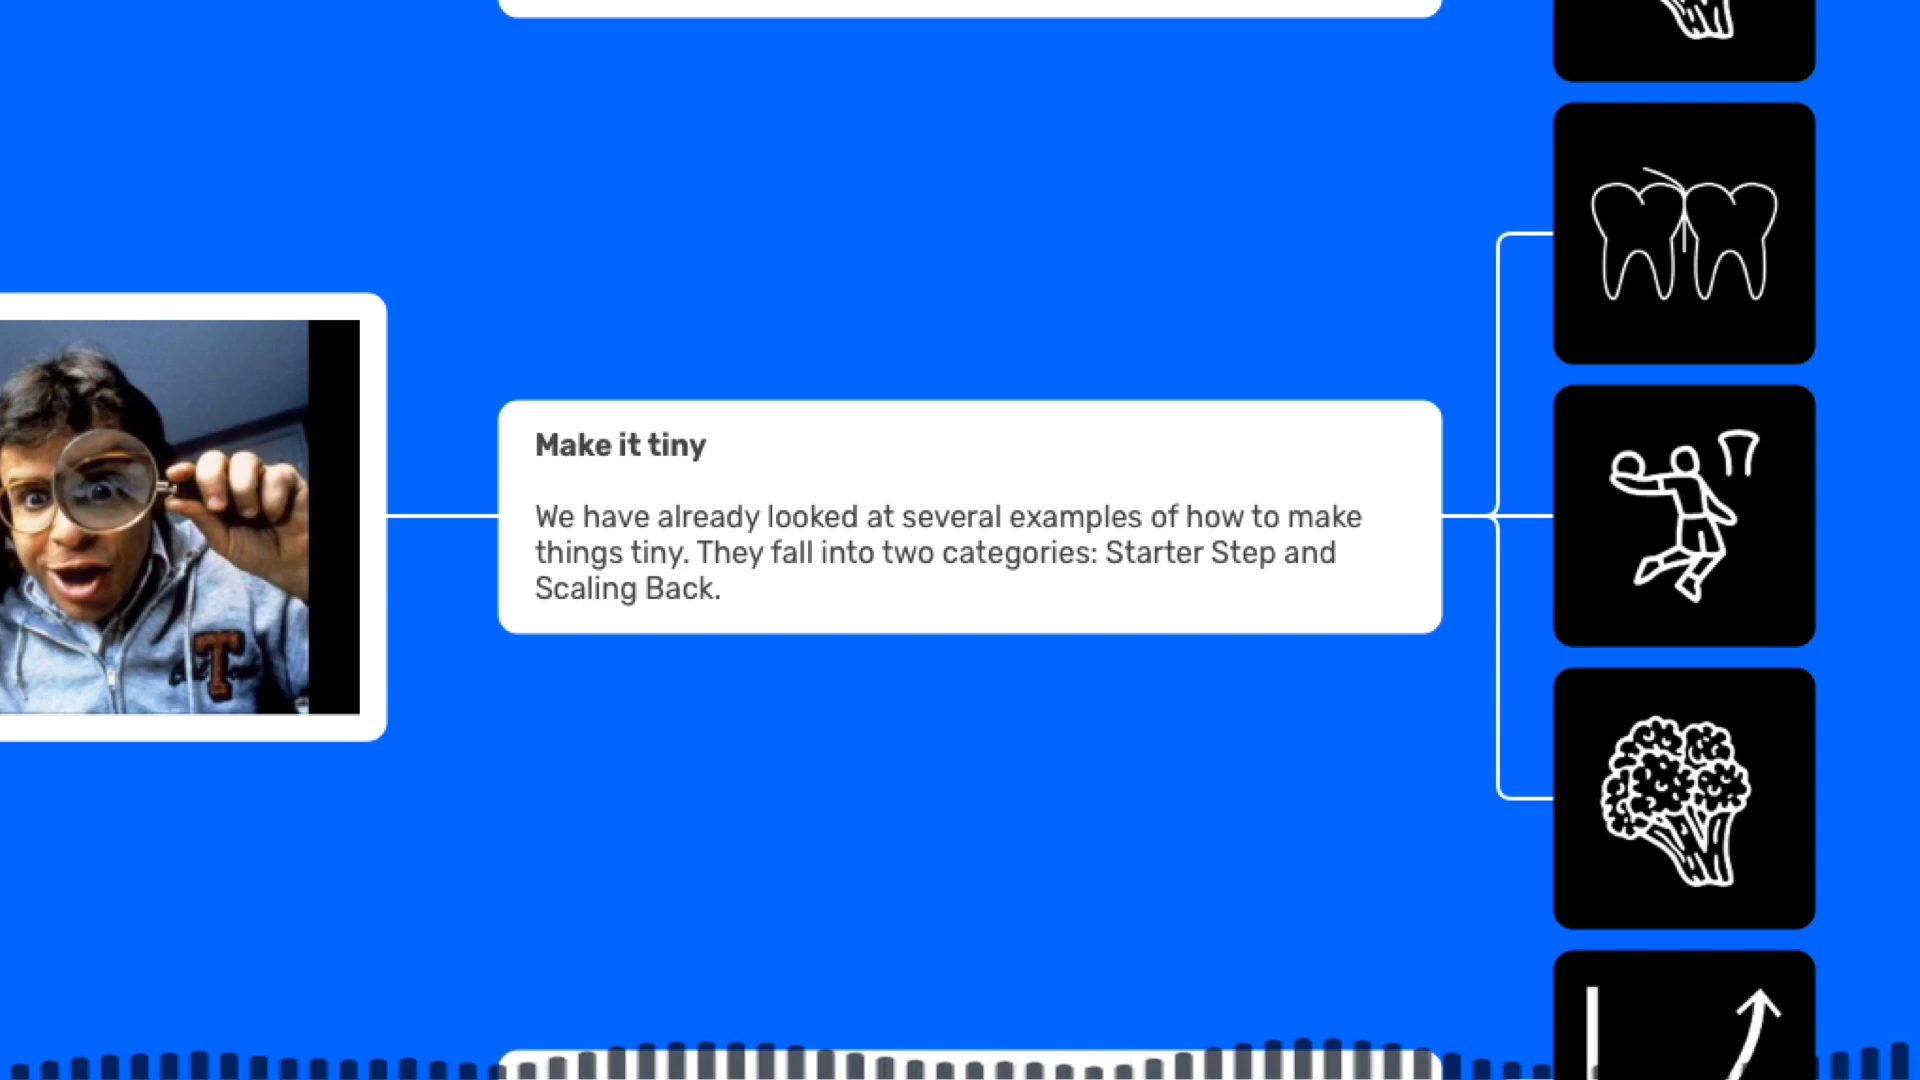 Make it tiny
We have already looked at several examples of how to make
things tiny. They fall into two categories: Starter Step and
Scaling Back.
T